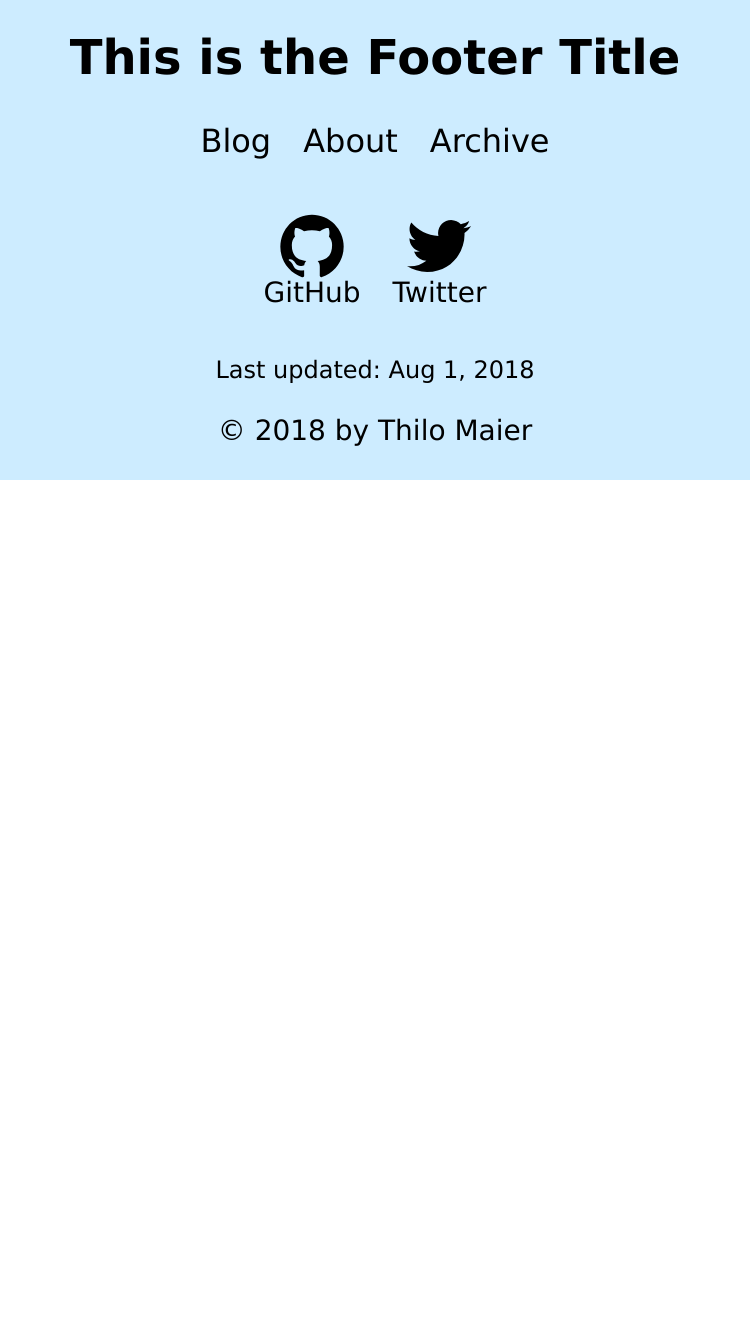 This is the Footer Title
Blog About Archive
GitHub Twitter
Last updated: Aug 1, 2018
© 2018 by Thilo Maier